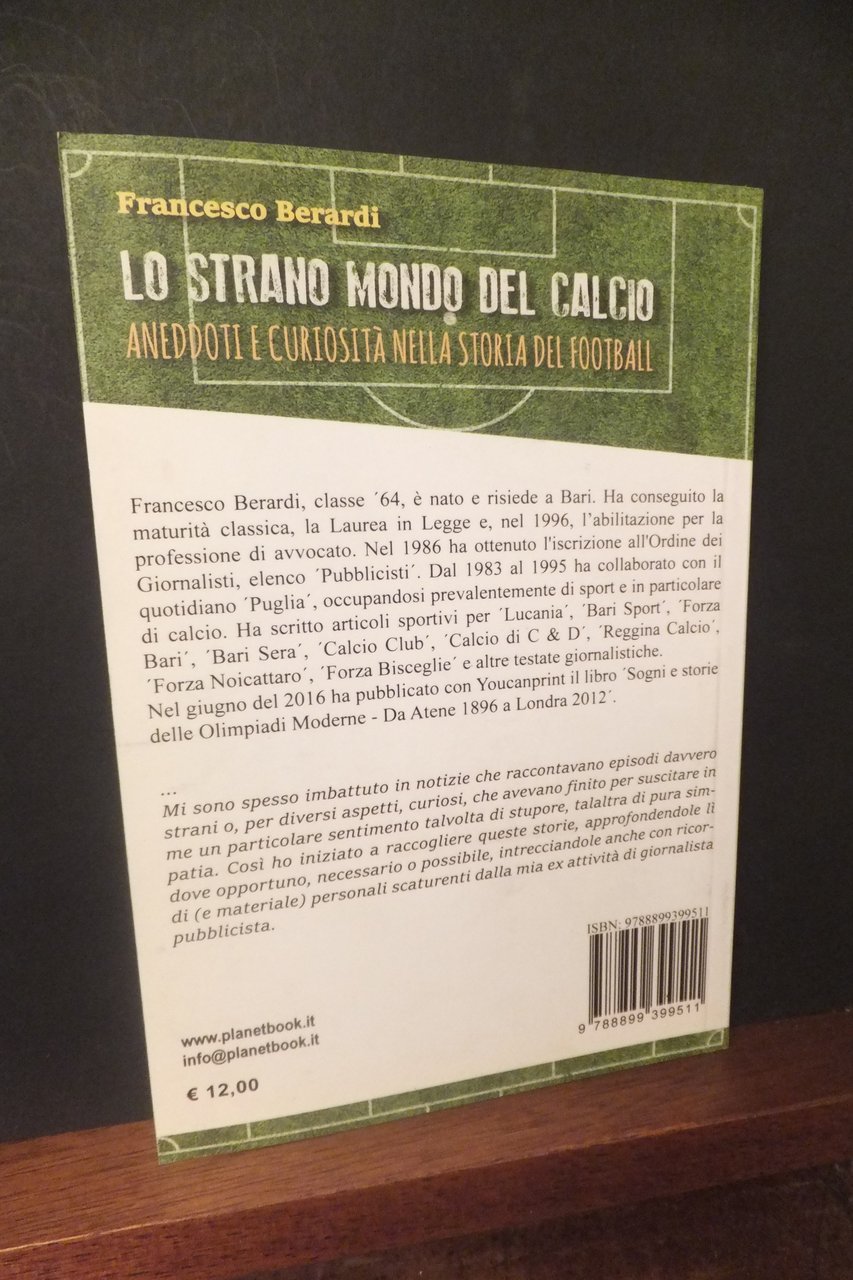 Francesco Berardi
LO STRANO MONDO DEL CALCIO
ANEDDOTI E CURIOSITÀ NELLA STORIA DEL FOOTBALL
Francesco Berardi, classe ´64, è nato e risiede a Bari. Ha conseguito la
maturità classica, la Laurea in Legge e, nel 1996, l’abilitazione per la
professione di avvocato. Nel 1986 ha ottenuto l'iscrizione all'Ordine dei
Giornalisti, elenco ´Pubblicisti´. Dal 1983 al 1995 ha collaborato con il
quotidiano ´Puglia´, occupandosi prevalentemente di sport e in particolare
di calcio. Ha scritto articoli sportivi per ´Lucania´, ´Bari Sport´, ´Forza
Bari´, ´Bari Sera´, ´Calcio Club´, ´Calcio di C & D´, ´Reggina Calcio´,
´Forza Noicattaro´, ´Forza Bisceglie´ e altre testate giornalistiche.
Nel giugno del 2016 ha pubblicato con Youcanprint il libro ´Sogni e storie
delle Olimpiadi Moderne - Da Atene 1896 a Londra 2012´.
...
Mi sono spesso imbattuto in notizie che raccontavano episodi davvero
strani o, per diversi aspetti, curiosi, che avevano finito per suscitare in
me un particolare sentimento talvolta di stupore, talaltra di pura sim-
patia. Così ho iniziato a raccogliere queste storie, approfondendole lì
dove opportuno, necessario o possibile, intrecciandole anche con ricor-
di (e materiale) personali scaturenti dalla mia ex attività di giornalista
pubblicista.
ISBN: 9788899399511
9 788899 399511
www.planetbook.it
info@planetbook.it
€ 12,00